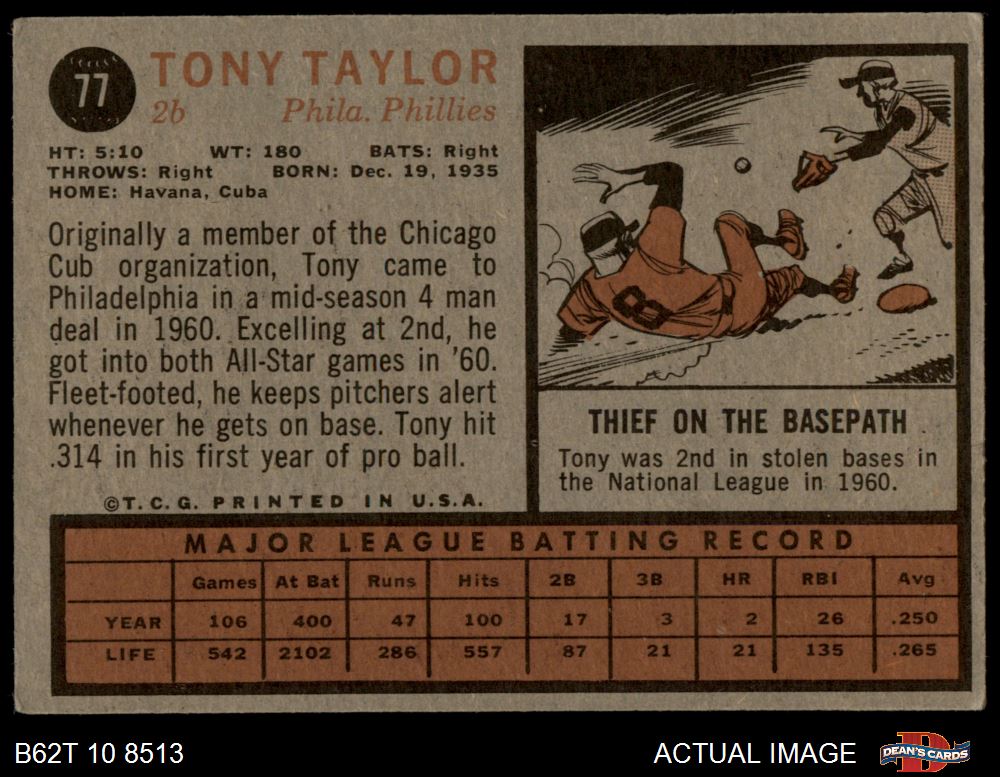 77
TONY TAYLOR
2b Phila. Phillies
HT: 5:10 WT: 180 BATS: Right
THROWS: Right BORN: Dec. 19, 1935
HOME: Havana, Cuba
Originally a member of the Chicago
Cub organization, Tony came to
Philadelphia in a mid-season 4 man
deal in 1960. Excelling at 2nd, he
got into both All-Star games in '60.
Fleet-footed, he keeps pitchers alert
whenever he gets on base. Tony hit
.314 in his first year of pro ball.
©T.C.G. PRINTED IN U.S.A.
8
THIEF ON THE BASEPATH
Tony was 2nd in stolen bases in
the National League in 1960.
MAJOR LEAGUE BATTING RECORD
Games At Bat Runs Hits 2B 3B HR RBI Avg
YEAR 106 400 47 100 17 3 2 26 .250
LIFE 542 2102 286 557 87 21 21 135 .265
B62T 10 8513
ACTUAL IMAGE
DEAN'S CARDS